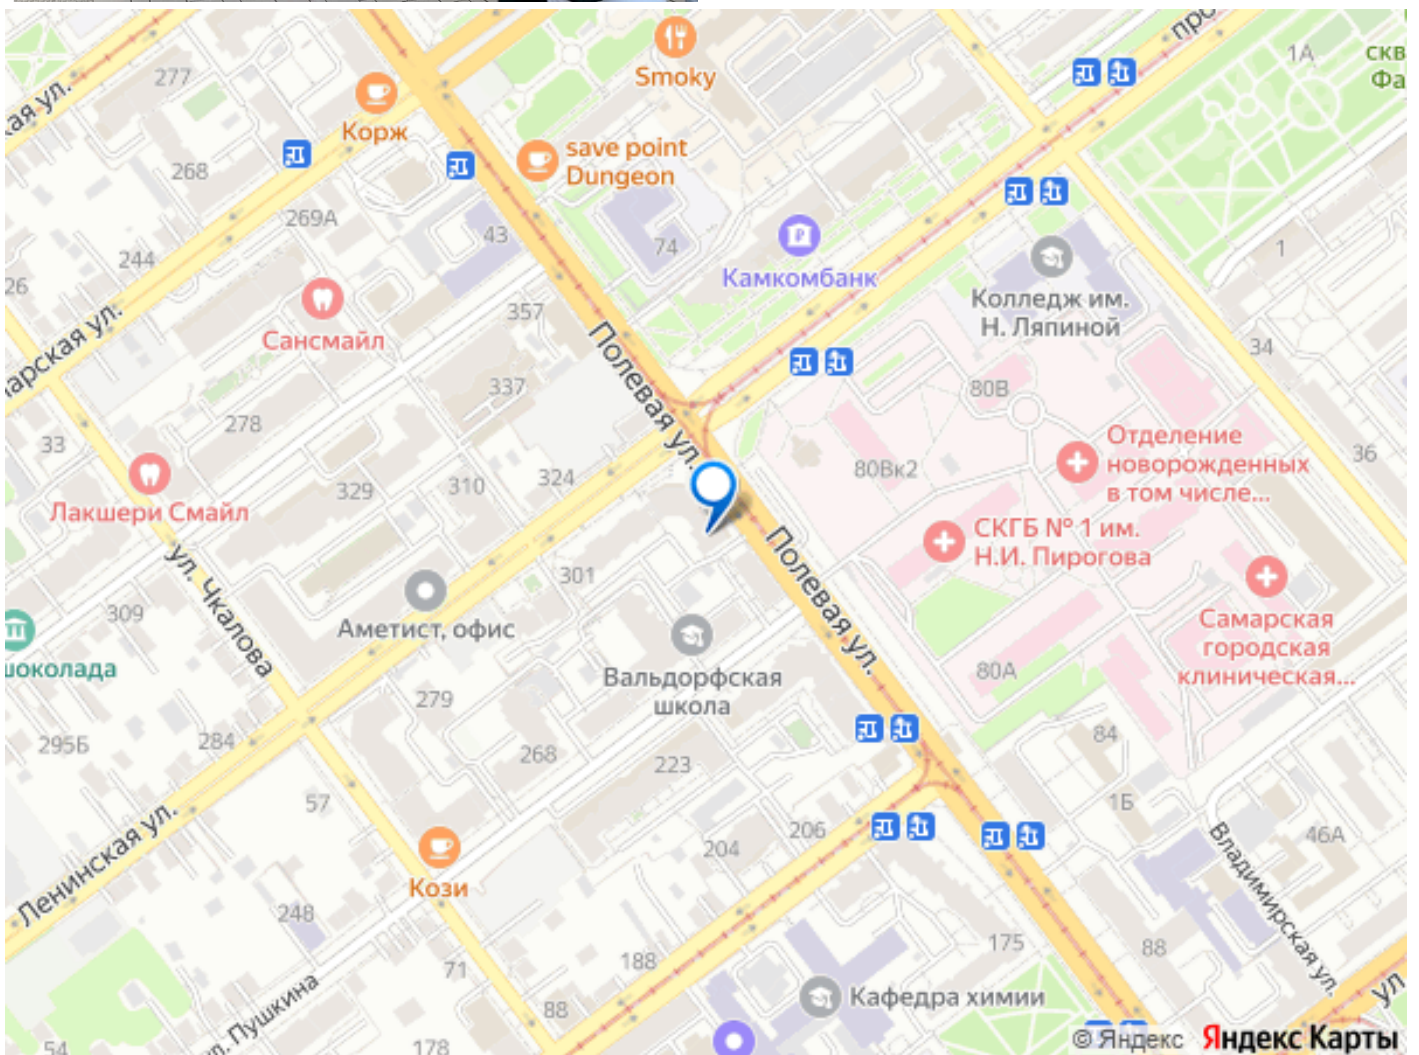 про
1А
скв
Фа
Smoky
277
ая ул.
Корж
save point
Dungeon
268
269А
43
74
Камкомбанк
1
244
26
Колледж им.
Н. Ляпиной
арская ул.
Сансмайл
357
Полевая ул.
34
337
80В
278
33
Отделение
новорожденных
в том числе...
36
80Вк2
324
310
329
Лакшери Смайл
СКГБ № 1 им.
Н.И. Пирогова
Полевая ул.
ул. Чкалова
301
309
Аметист, офис
Самарская
городская
клиническая...
шоколада
Вальдорфская
школа
80А
279
295Б
284
268
223
84
57
1Б
206
204
46А
Владимирская ул.
Ленинская ул.
Кози
248
175
88
188
71
Кафедра химии
ул
л. Пушкина
88
54
178
© Яндекс Яндекс Карты